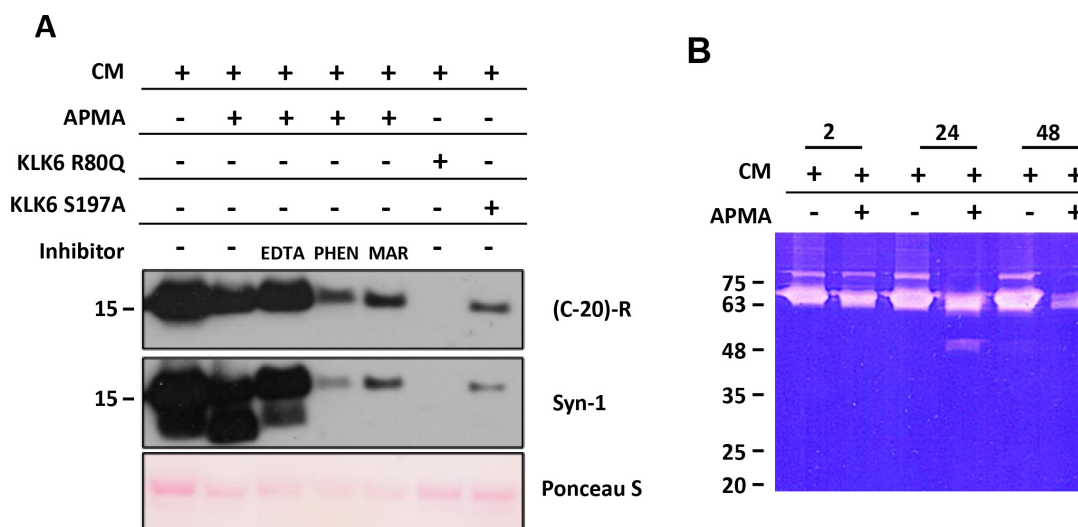 A
CM + + + + + + +
APMA - + + + + - -
KLK6 R80Q - - - - - + -
KLK6 S197A - - - - - - +
Inhibitor - - EDTA PHEN MAR - -
15 (C-20)-R
15 Syn-1
Ponceau S
B
2 24 48
CM + + + + + +
APMA - + - + - +
75
63
48
35
25
20